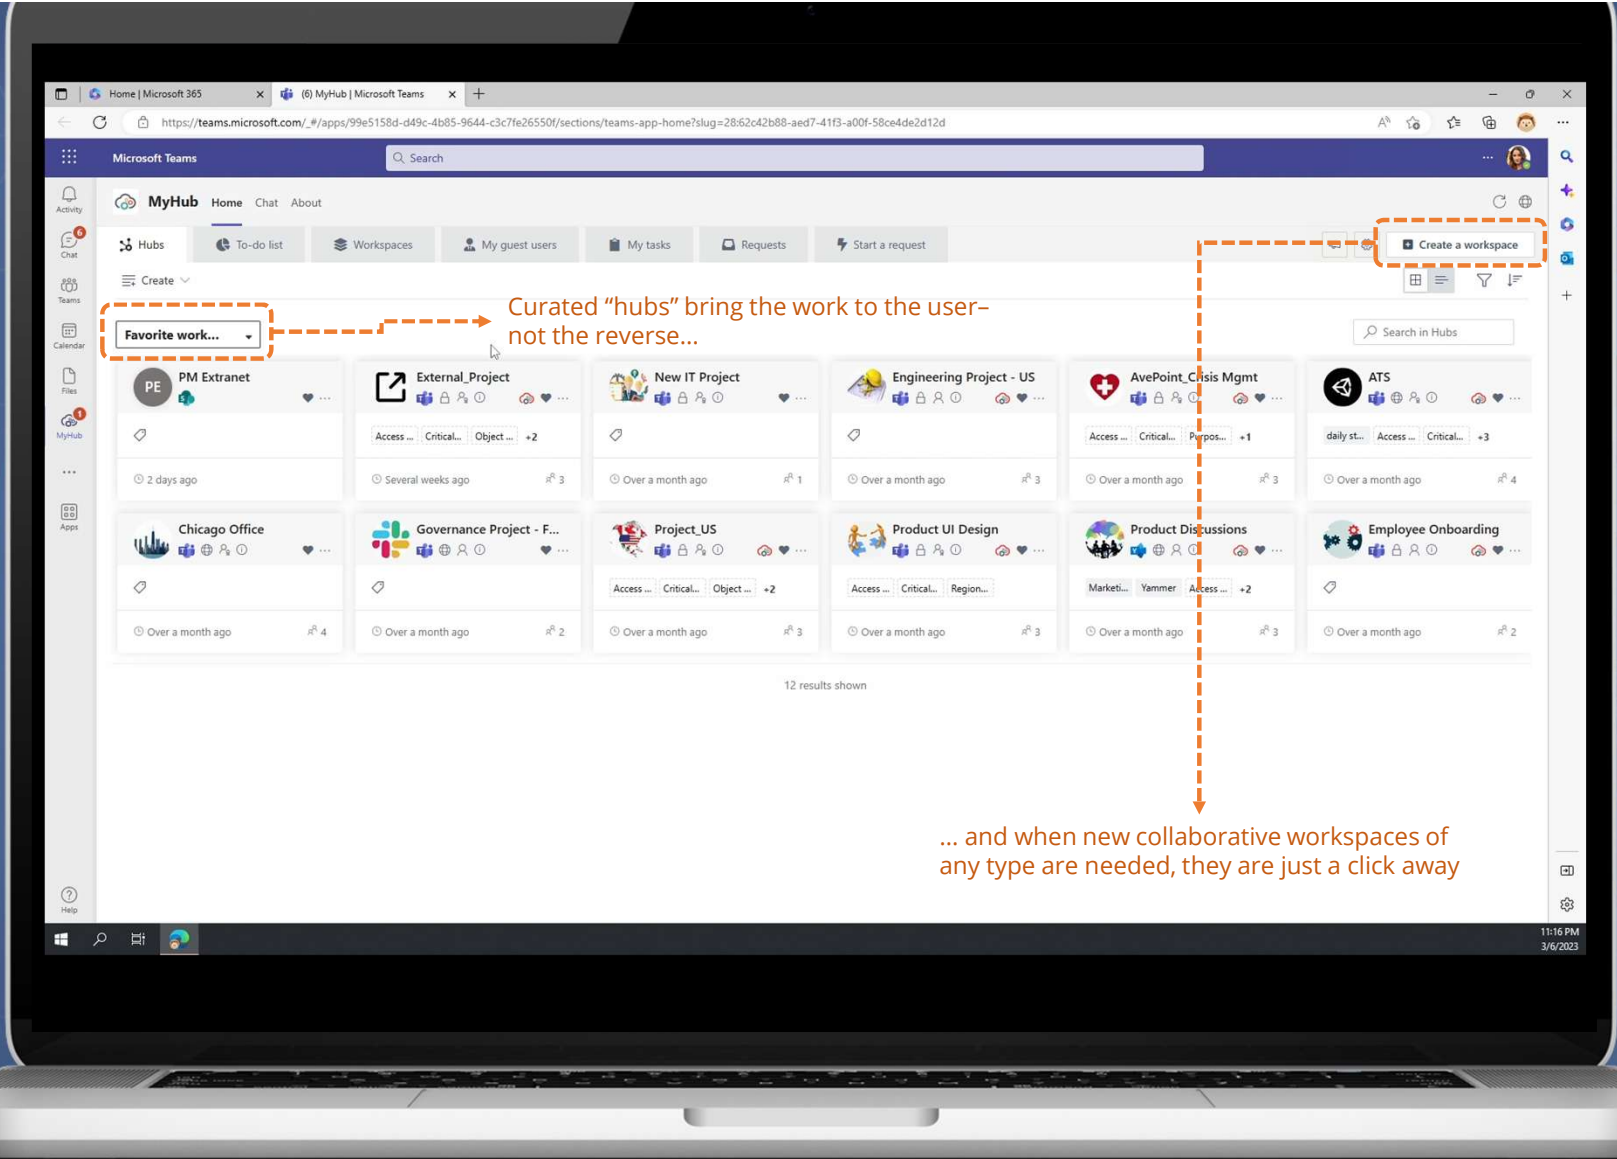 Home | Microsoft 365
(6) MyHub | Microsoft Teams
https://teams.microsoft.com/_#/apps/99e5158d-d49c-4b85-9644-c3c7fe26550f/sections/teams-app-home?slug=28:62c42b88-aed7-41f3-a00f-58ce4de2d12d
Microsoft Teams
Search
MyHub Home Chat About
Hubs To-do list Workspaces My guest users My tasks Requests Start a request
Create a workspace
Create
Activity
6
Chat
Teams
Calendar
Files
1
MyHub
Apps
Help
Curated “hubs” bring the work to the user–
not the reverse...
Favorite work...
Search in Hubs
PE PM Extranet
2 days ago
External_Project
Access ... Critical... Object ... +2
Several weeks ago 3
New IT Project
Over a month ago 1
Engineering Project - US
Over a month ago 3
AvePoint_Crisis Mgmt
Access ... Critical... Purpos... +1
Over a month ago 3
ATS
daily st... Access ... Critical... +3
Over a month ago 4
Chicago Office
Over a month ago 4
Governance Project - F...
Over a month ago 2
Project_US
Access ... Critical... Object ... +2
Over a month ago 3
Product UI Design
Access ... Critical... Region...
Over a month ago 3
Product Discussions
Marketi... Yammer Access ... +2
Over a month ago 3
Employee Onboarding
Over a month ago 2
12 results shown
... and when new collaborative workspaces of
any type are needed, they are just a click away
11:16 PM
3/6/2023